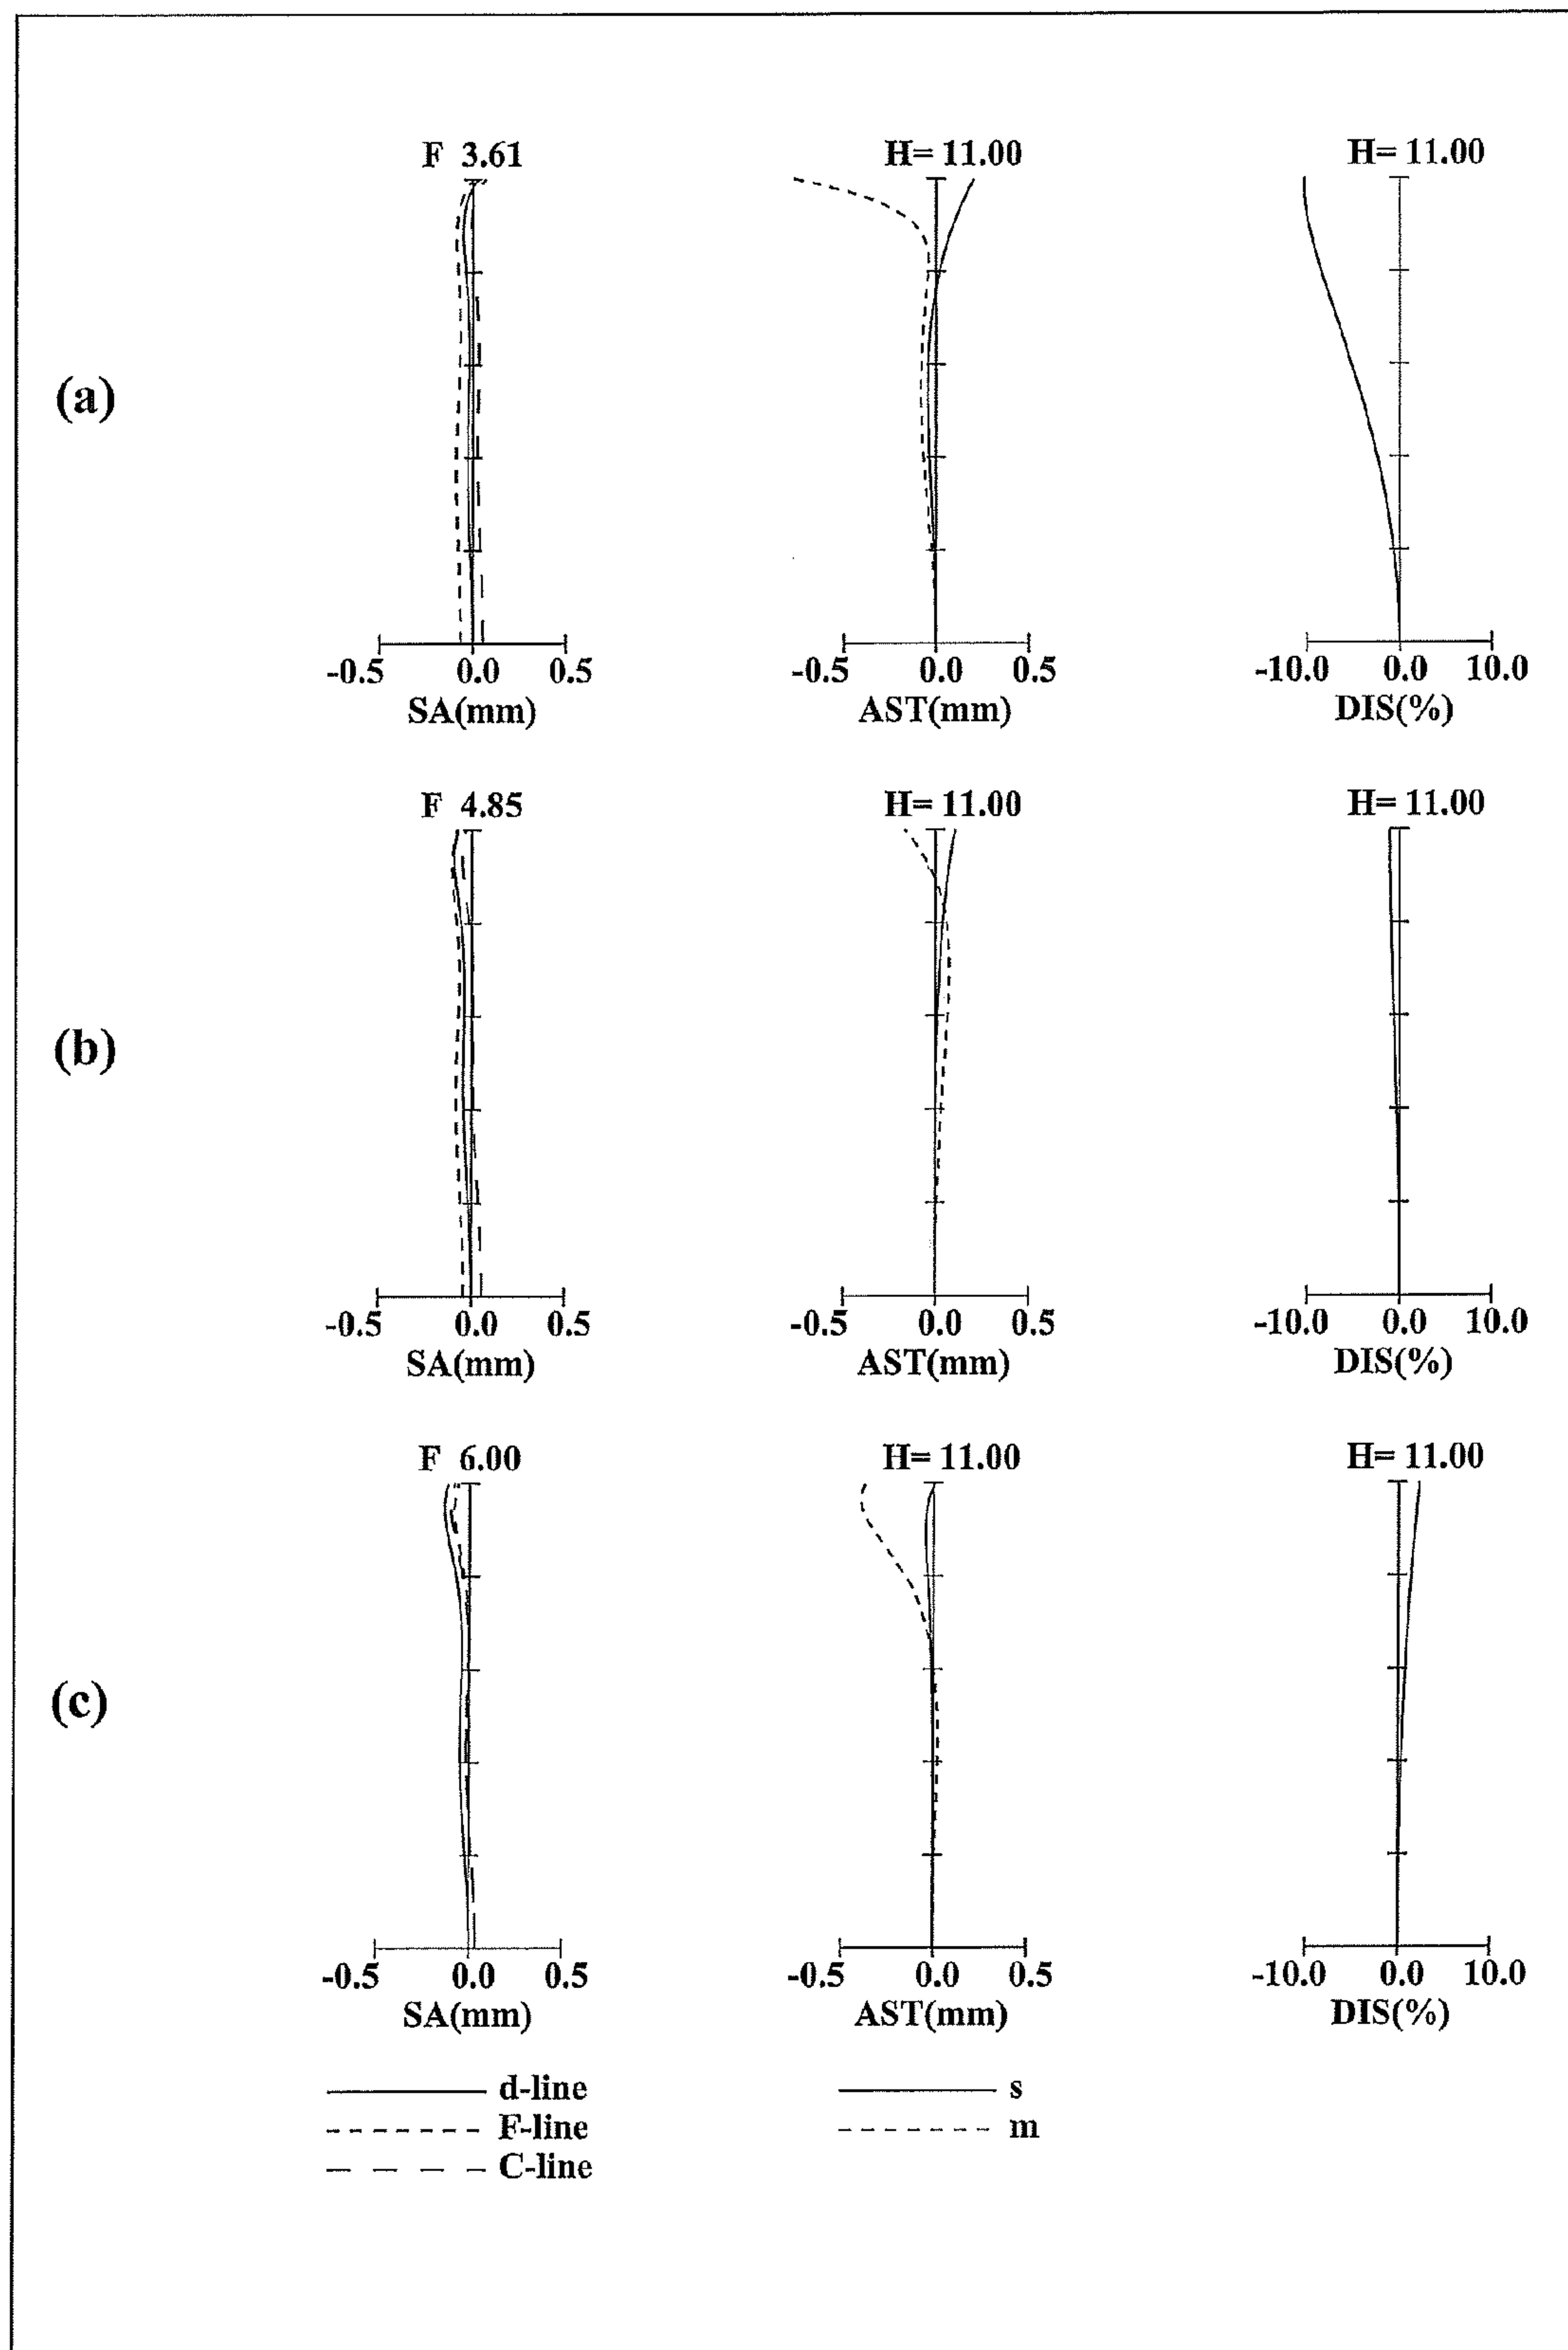 F 3.61 H= 11.00 H= 11.00
(a)
-0.5 0.0 0.5 -0.5 0.0 0.5 -10.0 0.0 10.0
SA(mm) AST(mm) DIS(%)
F 4.85 H= 11.00 H= 11.00
(b)
-0.5 0.0 0.5 -0.5 0.0 0.5 -10.0 0.0 10.0
SA(mm) AST(mm) DIS(%)
F 6.00 H= 11.00 H= 11.00
(c)
-0.5 0.0 0.5 -0.5 0.0 0.5 -10.0 0.0 10.0
SA(mm) AST(mm) DIS(%)
d-line s
F-line m
C-line